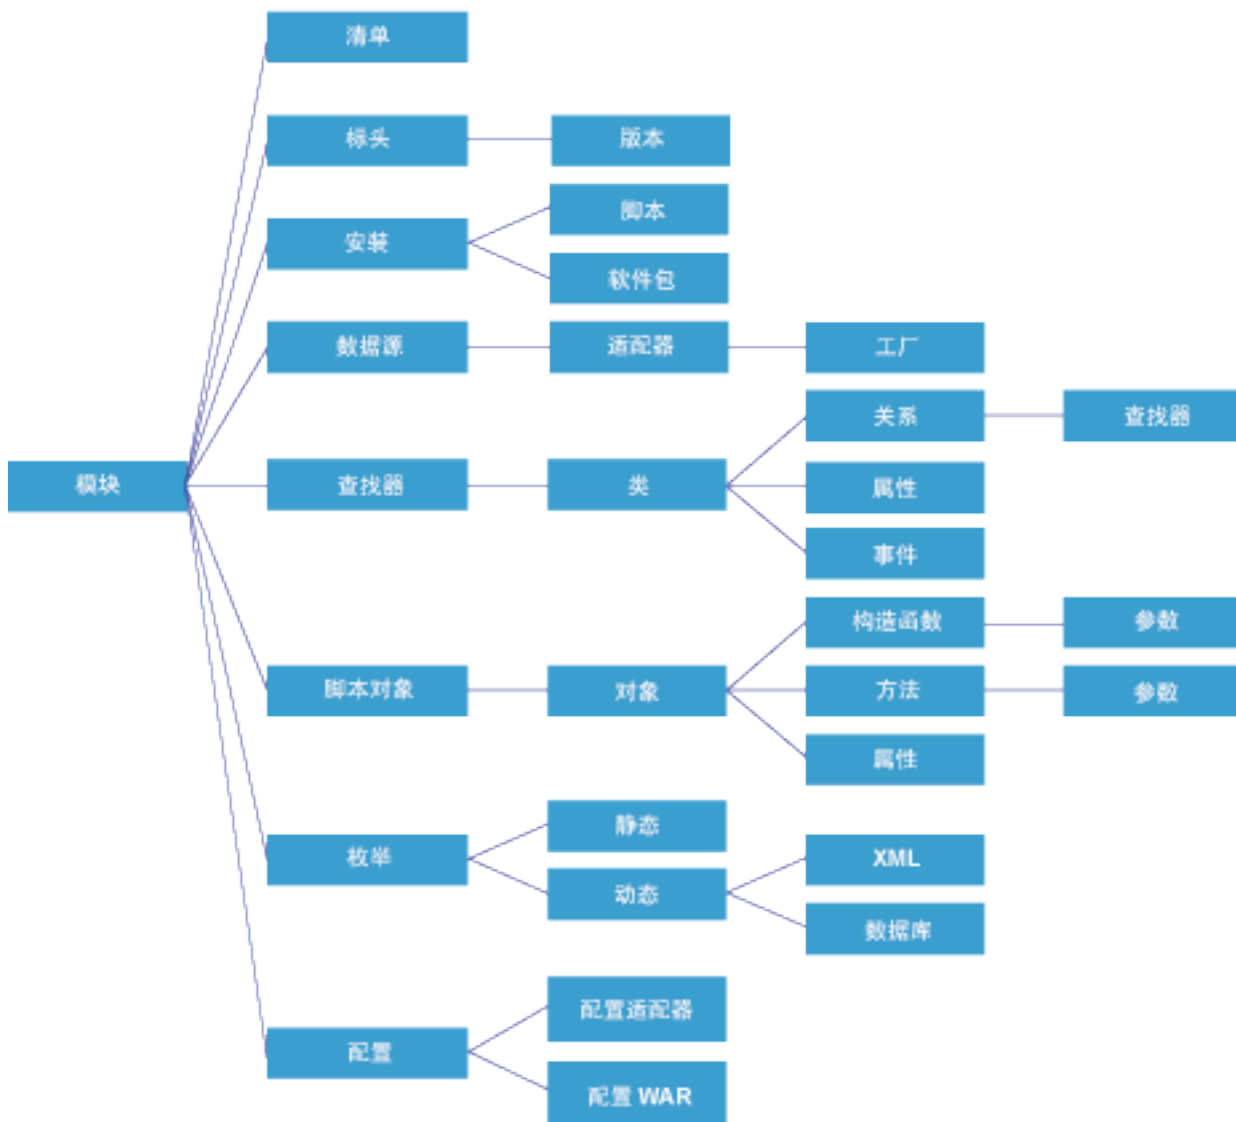 清单
标头
版本
脚本
安装
软件包
数据源
适配器
工厂
关系
查找器
模块
查找器
类
属性
事件
构造函数
参数
脚本对象
对象
方法
参数
属性
静态
枚举
动态
XML
数据库
配置适配器
配置
配置 WAR